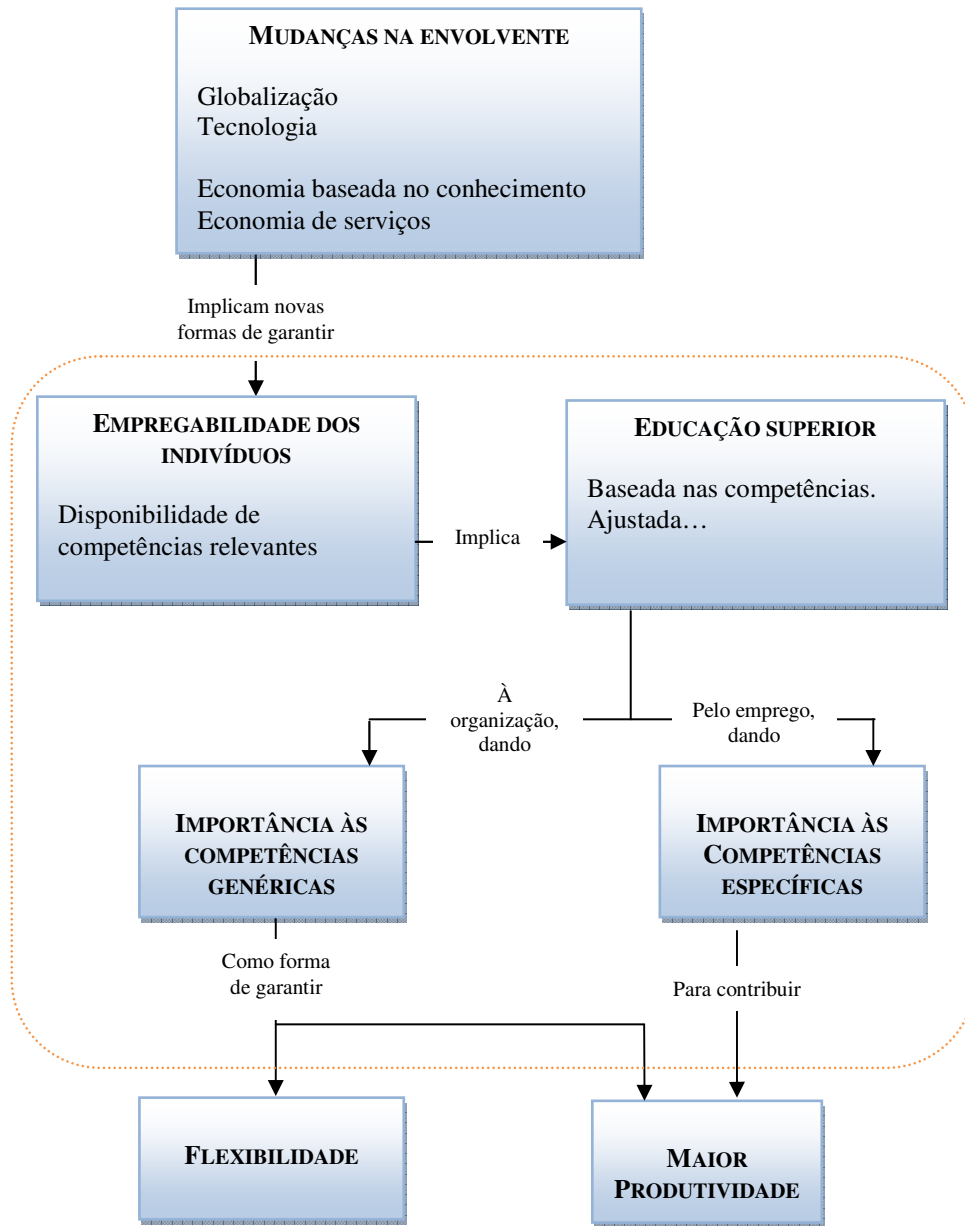 MUDANÇAS NA ENVOLVENTE
Globalização
Tecnologia
Economia baseada no conhecimento
Economia de serviços
Implicam novas
formas de garantir
EMPREGABILIDADE DOS
INDIVÍDUOS
Disponibilidade de
competências relevantes
Implica
EDUCAÇÃO SUPERIOR
Baseada nas competências.
Ajustada…
À
organização,
dando
Pelo emprego,
dando
IMPORTÂNCIA ÀS
COMPETÊNCIAS
GENÉRICAS
IMPORTÂNCIA ÀS
COMPETÊNCIAS
ESPECÍFICAS
Como forma
de garantir
Para contribuir
FLEXIBILIDADE
MAIOR
PRODUTIVIDADE